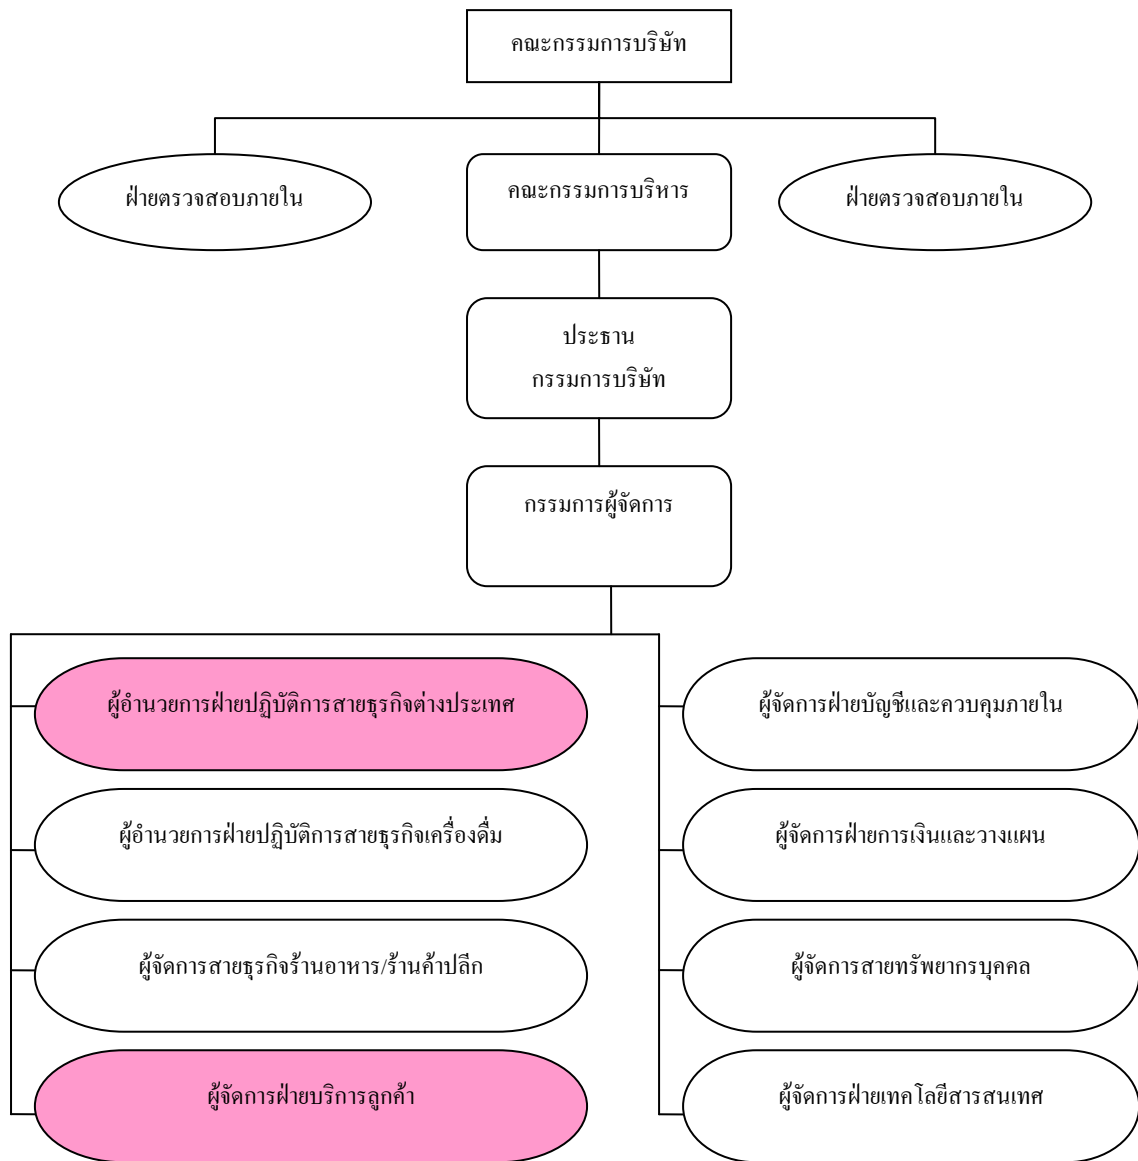 คณะกรรมการบริษัท
ฝ่ายตรวจสอบภายใน
คณะกรรมการบริหาร
ฝ่ายตรวจสอบภายใน
ประธาน
กรรมการบริษัท
กรรมการผู้จัดการ
ผู้อำนวยการฝ่ายปฏิบัติการสายธุรกิจต่างประเทศ
ผู้อำนวยการฝ่ายปฏิบัติการสายธุรกิจเครื่องดื่ม
ผู้จัดการสายธุรกิจร้านอาหาร/ร้านค้าปลีก
ผู้จัดการฝ่ายบริการลูกค้า
ผู้จัดการฝ่ายบัญชีและควบคุมภายใน
ผู้จัดการฝ่ายการเงินและวางแผน
ผู้จัดการสายทรัพยากรบุคคล
ผู้จัดการฝ่ายเทคโลยีสารสนเทศ